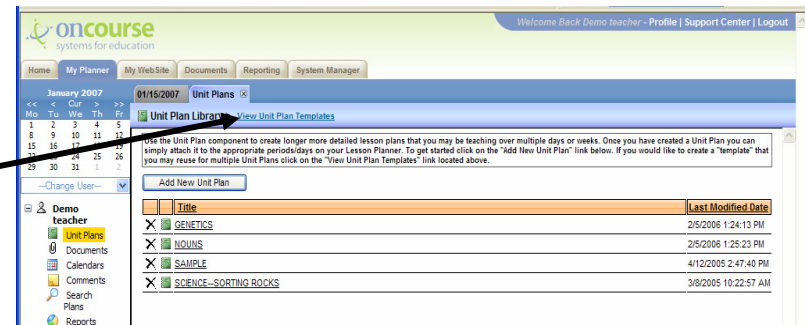 oncourse
systems for education
Welcome Back Demo teacher - Profile | Support Center | Logout
Home My Planner My WebSite Documents Reporting System Manager
January 2007
<< < Cur > >>
Mo Tu We Th Fr
1 2 3 4 5
8 9 10 11 12
15 16 17 18 19
22 23 24 25 26
29 30 31 1 2
--Change User--
Demo
teacher
Unit Plans
Documents
Calendars
Comments
Search
Plans
Reports
01/15/2007 Unit Plans
Unit Plan Library View Unit Plan Templates
Use the Unit Plan component to create longer more detailed lesson plans that you may be teaching over multiple days or weeks. Once you have created a Unit Plan you can
simply attach it to the appropriate periods/days on your Lesson Planner. To get started click on the "Add New Unit Plan" link below. If you would like to create a "template" that
you may reuse for multiple Unit Plans click on the "View Unit Plan Templates" link located above.
Add New Unit Plan
Title Last Modified Date
GENETICS 2/5/2006 1:24:13 PM
NOUNS 2/5/2006 1:25:23 PM
SAMPLE 4/12/2005 2:47:40 PM
SCIENCE--SORTING ROCKS 3/8/2005 10:22:57 AM